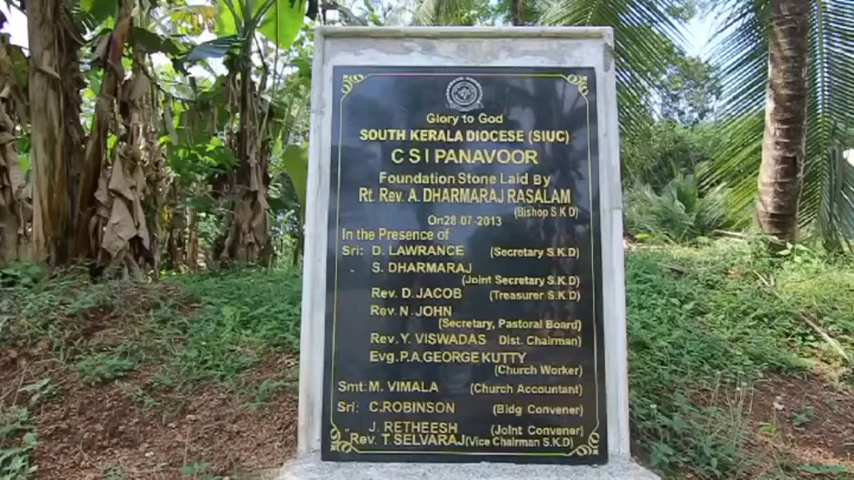 Glory to God
SOUTH KERALA DIOCESE (SIUC)
C S I PANAVOOR
Foundation Stone Laid By
Rt. Rev. A. DHARMARAJ RASALAM
(Bishop S.K.D)
On28-07-2013
In the Presence of
Sri: D. LAWRANCE (Secretary S.K.D)
S. DHARMARAJ
(Joint Secretary S.K.D)
Rev. D. JACOB (Treasurer S.K.D)
Rev. N. JOHN
(Secretary, Pastoral Board)
Rev. Y. VISWADAS Dist. Chairman)
Evg. P.A. GEORGE KUTTY
(Church Worker)
Smt: M. VIMALA (Church Accountant)
Sri: C.ROBINSON (Bldg Convener)
J. RETHEESH (Joint Convener)
Rev. T SELVARAJ (Vice Chairman S.K.D)